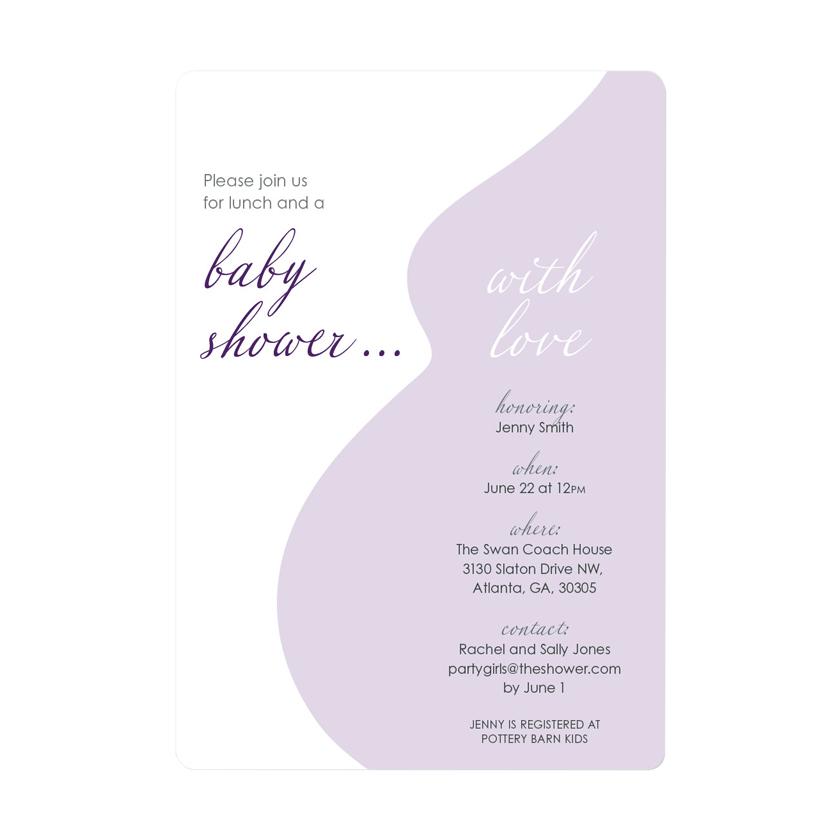 Please join us
for lunch and a
baby
shower...
with
love
honoring:
Jenny Smith
when:
June 22 at 12PM
where:
The Swan Coach House
3130 Slaton Drive NW,
Atlanta, GA, 30305
contact:
Rachel and Sally Jones
partygirls@theshower.com
by June 1
JENNY IS REGISTERED AT
POTTERY BARN KIDS